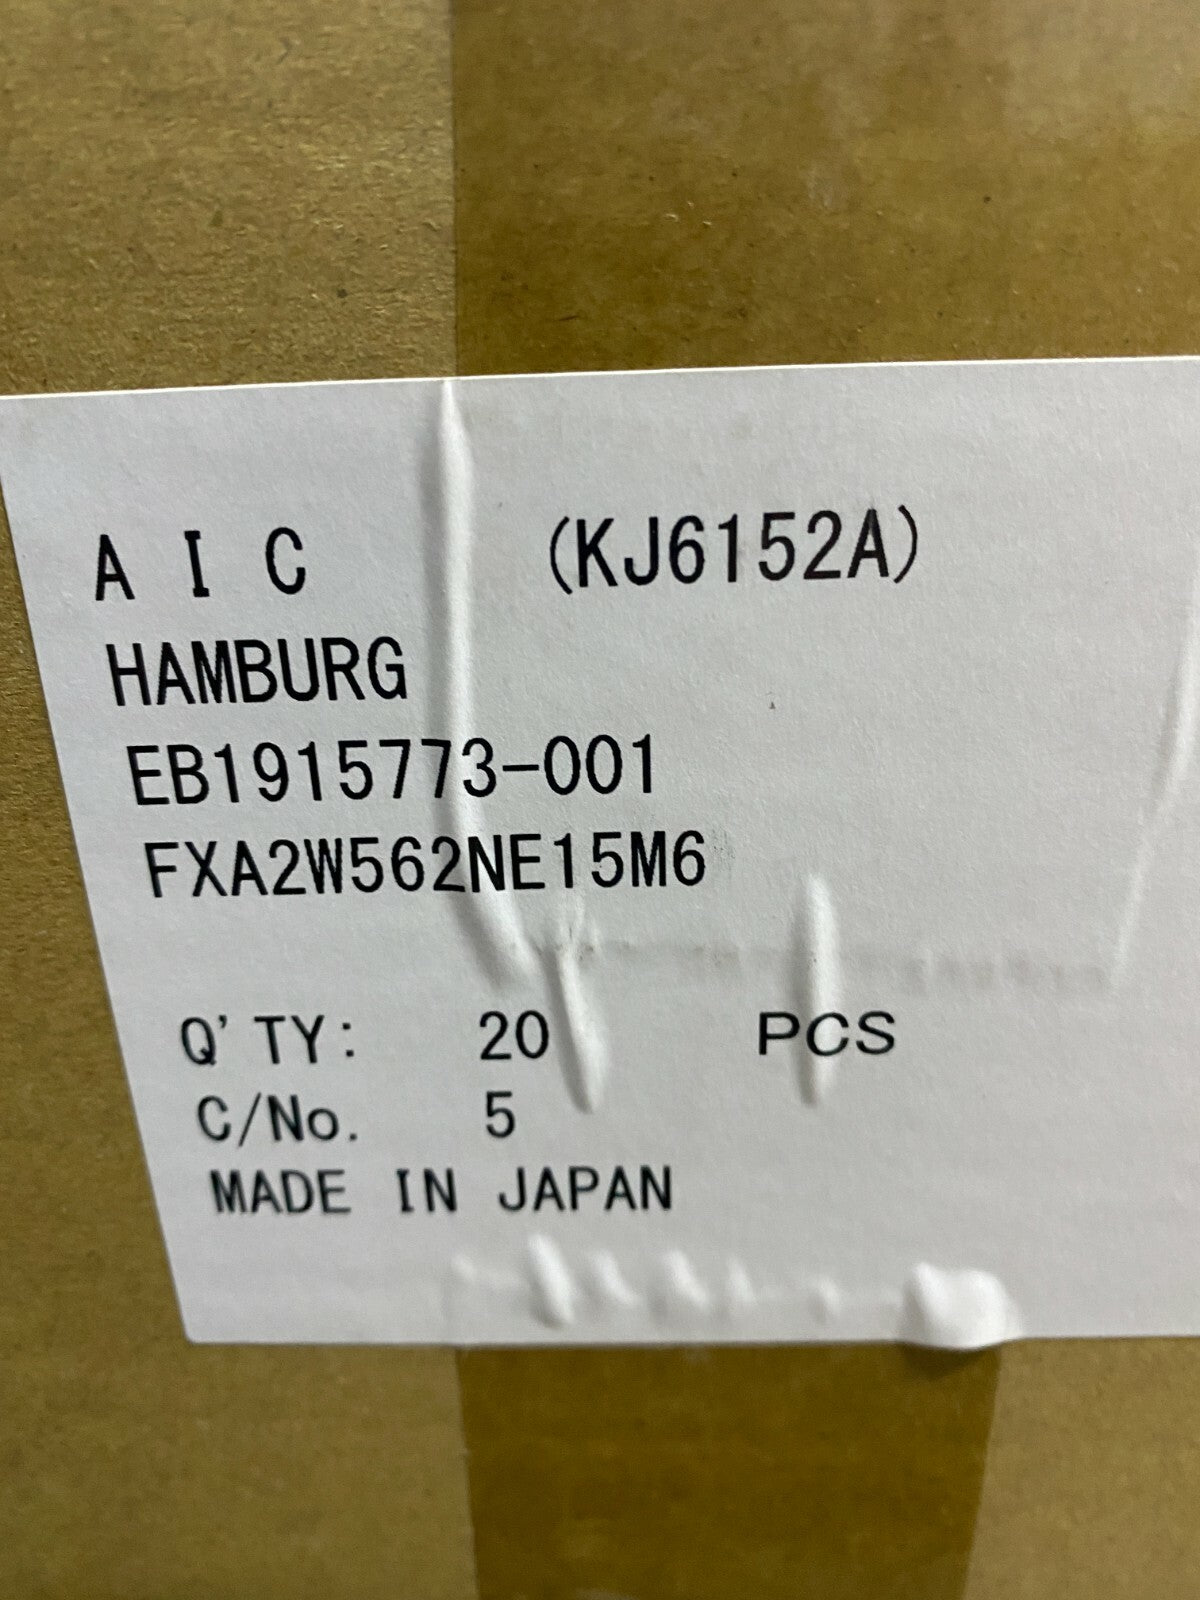 A I C (KJ6152A)
HAMBURG
EB1915773-001
FXA2W562NE15M6
Q'TY: 20 PCS
C/No. 5
MADE IN JAPAN